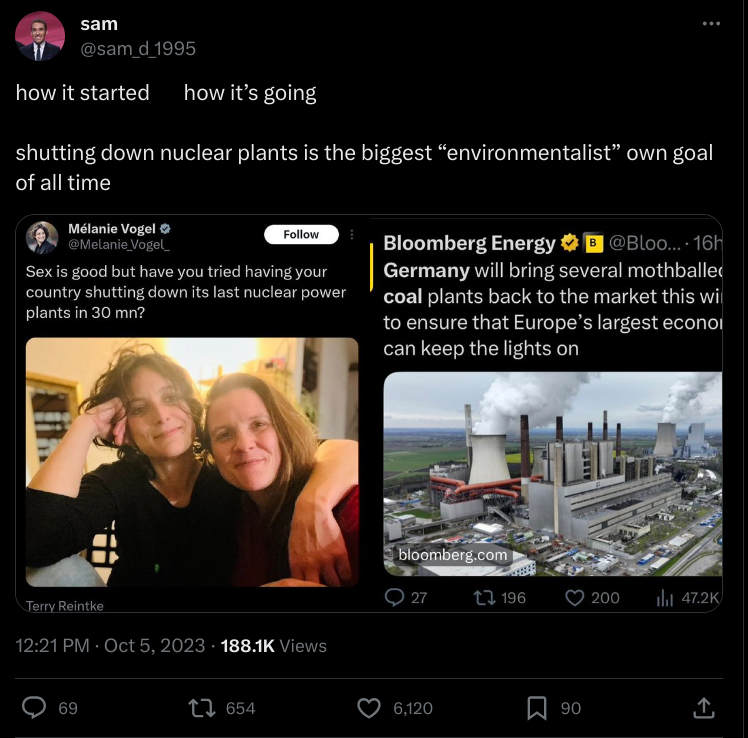 sam
@sam_d_1995
how it started how it’s going
shutting down nuclear plants is the biggest “environmentalist” own goal
of all time
Mélanie Vogel
@Melanie_Vogel_
Follow
Sex is good but have you tried having your
country shutting down its last nuclear power
plants in 30 mn?
Terry Reintke
Bloomberg Energy B @Bloo... · 16h
Germany will bring several mothballed
coal plants back to the market this wi
to ensure that Europe’s largest econo
can keep the lights on
bloomberg.com
27 196 200 47.2K
12:21 PM · Oct 5, 2023 · 188.1K Views
69 654 6,120 90